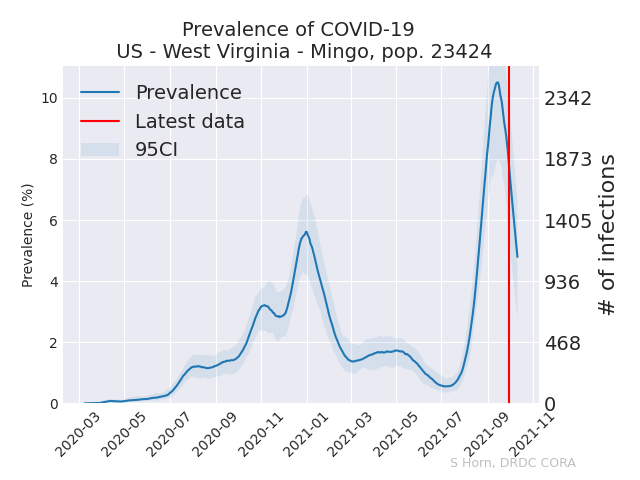 Prevalence of COVID-19
US - West Virginia - Mingo, pop. 23424
Prevalence
Latest data
95CI
Prevalence (%)
10
8
6
4
2
0
2342
1873
1405
936
468
0
# of infections
2020-03
2020-05
2020-07
2020-09
2020-11
2021-01
2021-03
2021-05
2021-07
2021-09
2021-11
S Horn, DRDC CORA